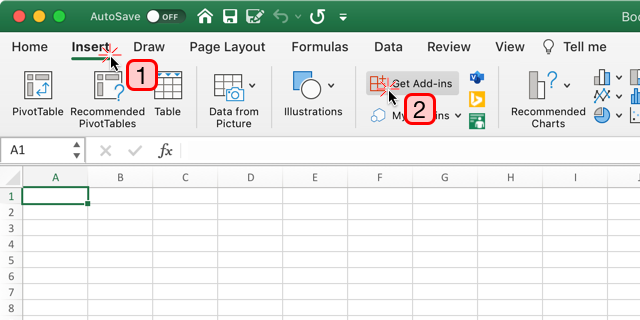 AutoSave OFF Boo
Home Insert Draw Page Layout Formulas Data Review View Tell me
1
PivotTable
Recommended
PivotTables
Table
Data from
Picture
Illustrations
Get Add-ins
2
My ins
Recommended
Charts
A1 fx
A B C D E F G H I J
1
2
3
4
5
6
7
8